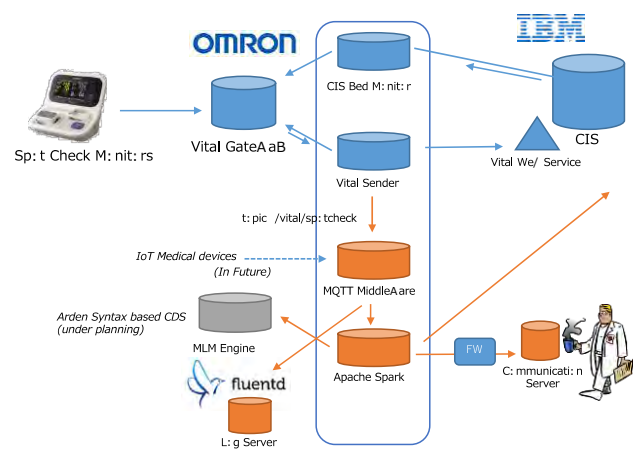 OMRON
IBM
CIS Bed M:nit:r
Sp:t Check M:nit:rs
Vital GateA aB
CIS
Vital We/ Service
Vital Sender
t:pic /vital/sp:tcheck
IoT Medical devices
(In Future)
MQTT MiddleA are
Arden Syntax based CDS
(under planning)
MLM Engine
FW
Apache Spark
C:mmunicati:n
Server
fluentd
L:g Server